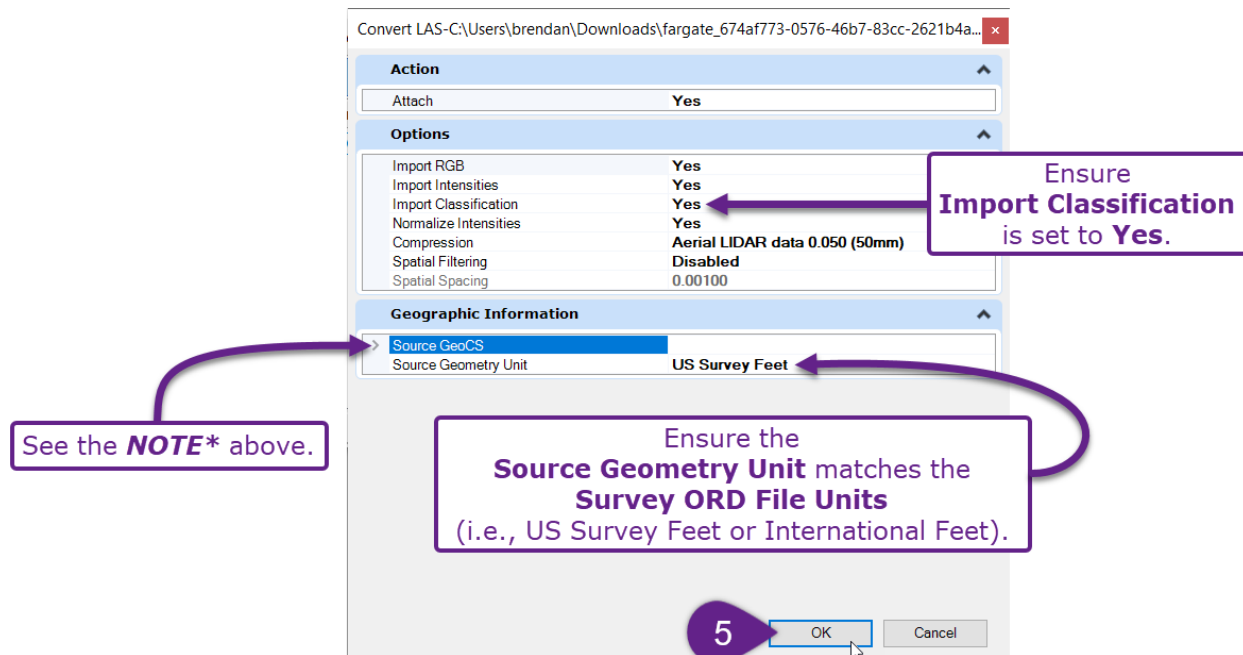 Convert LAS-C:\Users\brendan\Downloads\fargate_674af773-0576-46b7-83cc-2621b4a...
Action
Attach Yes
Options
Import RGB Yes
Import Intensities Yes
Import Classification Yes
Normalize Intensities Yes
Compression Aerial LIDAR data 0.050 (50mm)
Spatial Filtering Disabled
Spatial Spacing 0.00100
Ensure
Import Classification
is set to Yes.
Geographic Information
Source GeoCS
Source Geometry Unit US Survey Feet
See the NOTE* above.
Ensure the
Source Geometry Unit matches the
Survey ORD File Units
(i.e., US Survey Feet or International Feet).
5
OK Cancel